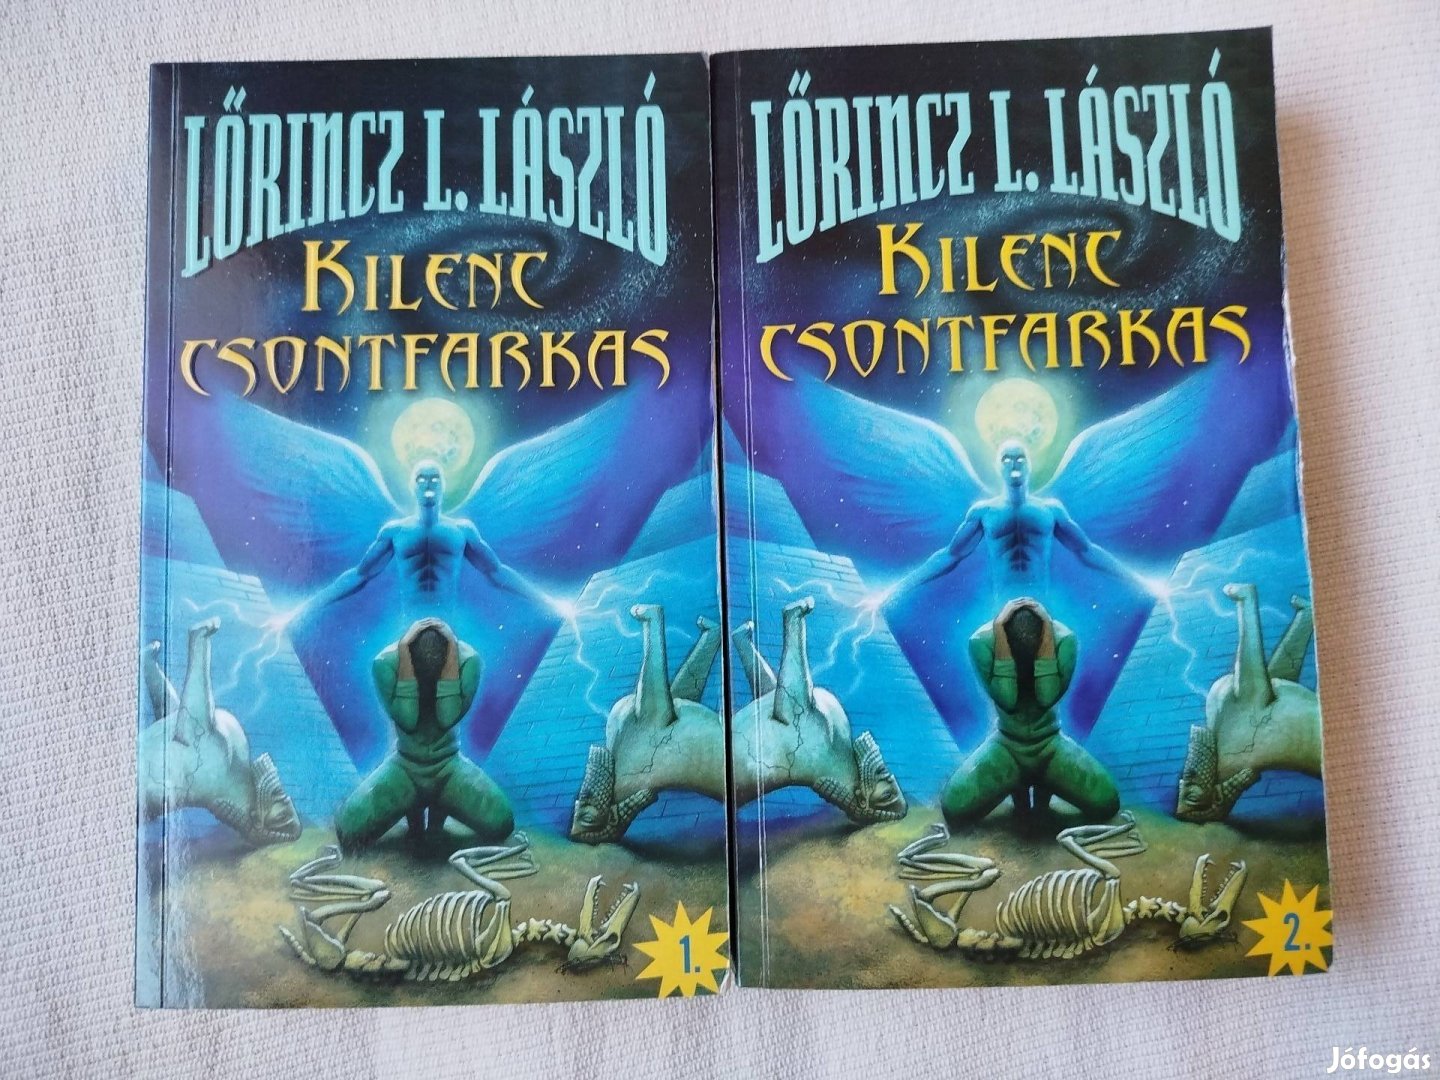 LŐRINCZ L. LÁSZLÓ
KILENC
CSONTFARKAS
1.
LŐRINCZ L. LÁSZLÓ
KILENC
CSONTFARKAS
2.
Jófogás